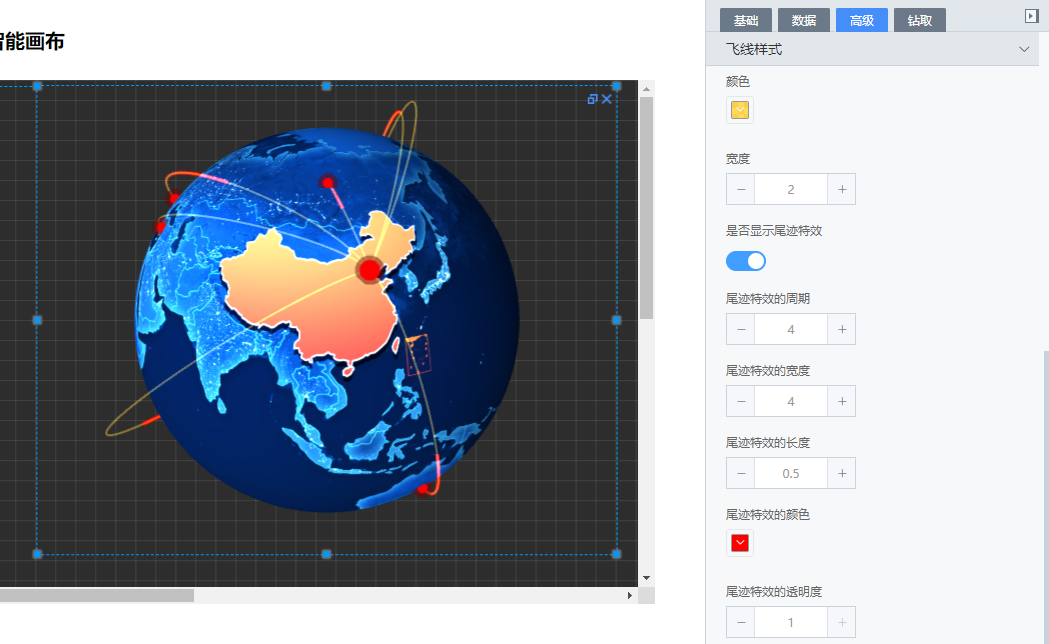 智能画布
基础 数据 高级 钻取
飞线样式
颜色
宽度
− 2 +
是否显示尾迹特效
尾迹特效的周期
− 4 +
尾迹特效的宽度
− 4 +
尾迹特效的长度
− 0.5 +
尾迹特效的颜色
尾迹特效的透明度
− 1 +